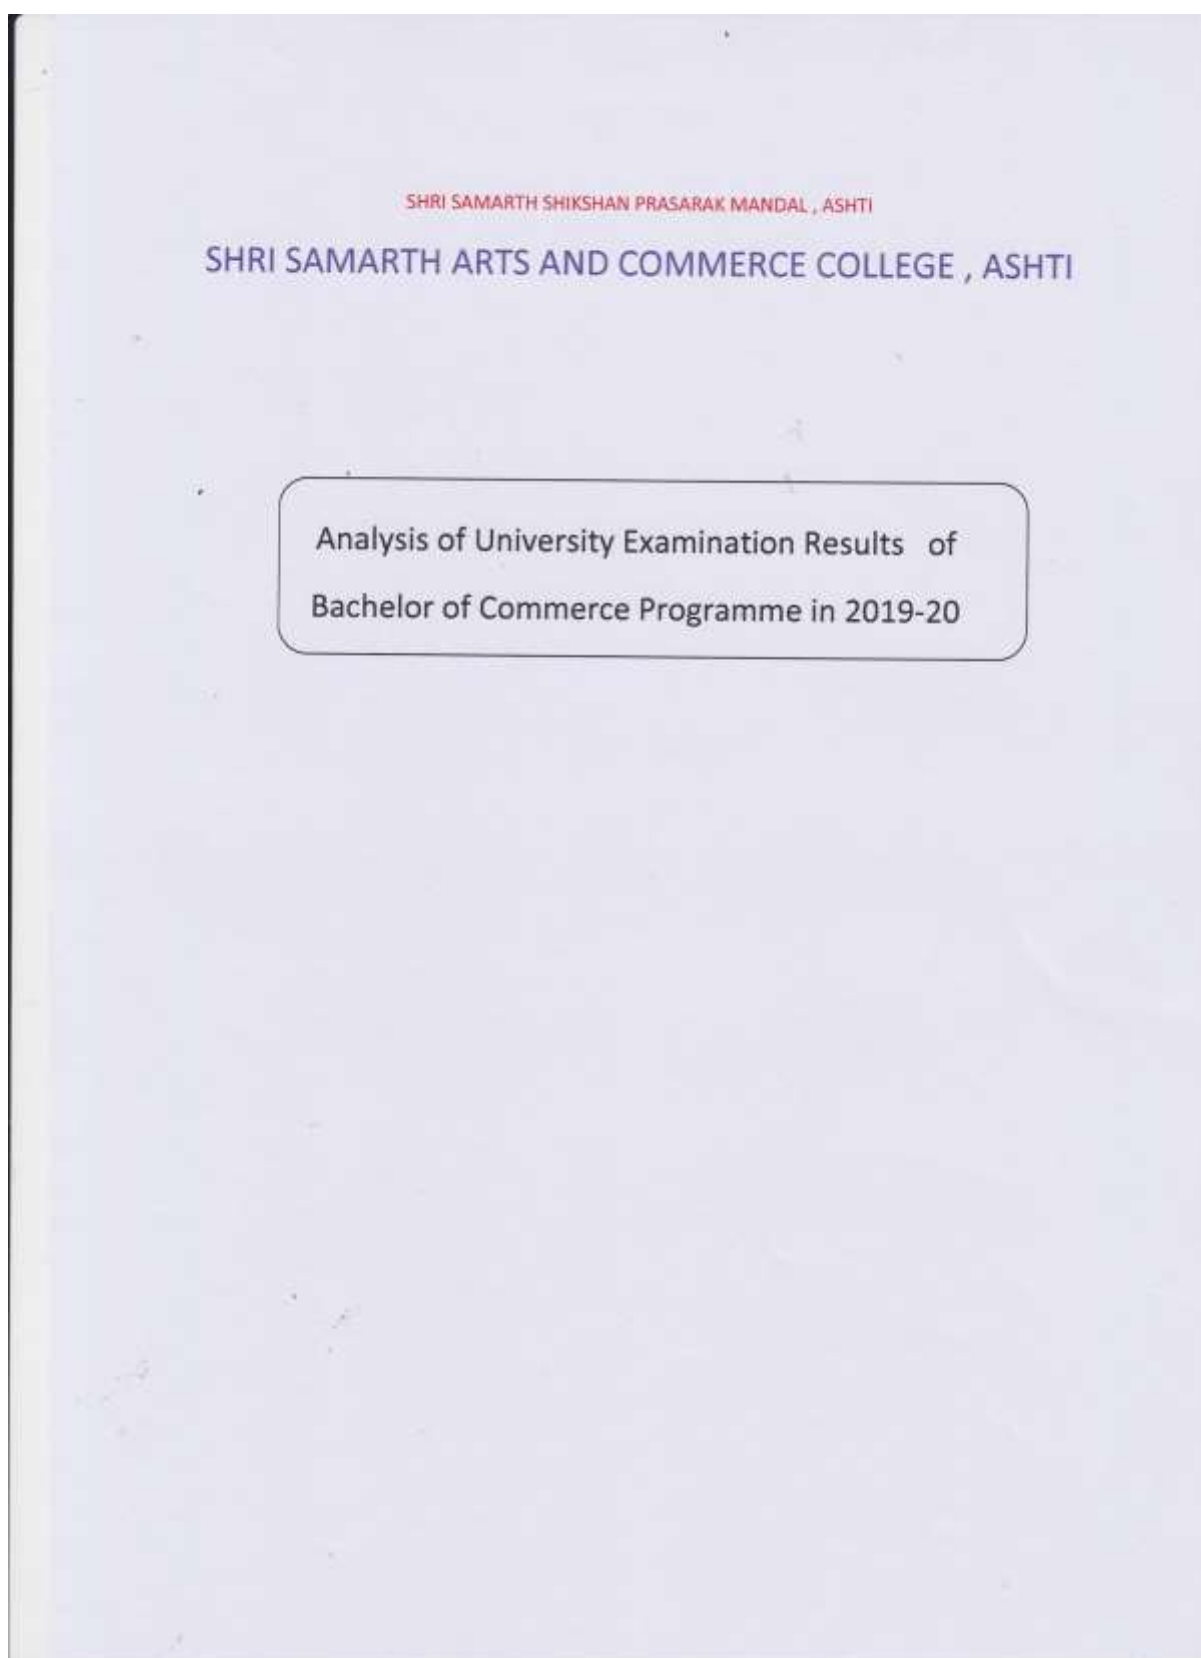 SHRI SAMARTH SHIKSHAN PRASARAK MANDAL , ASHTI
SHRI SAMARTH ARTS AND COMMERCE COLLEGE , ASHTI
Analysis of University Examination Results of
Bachelor of Commerce Programme in 2019-20